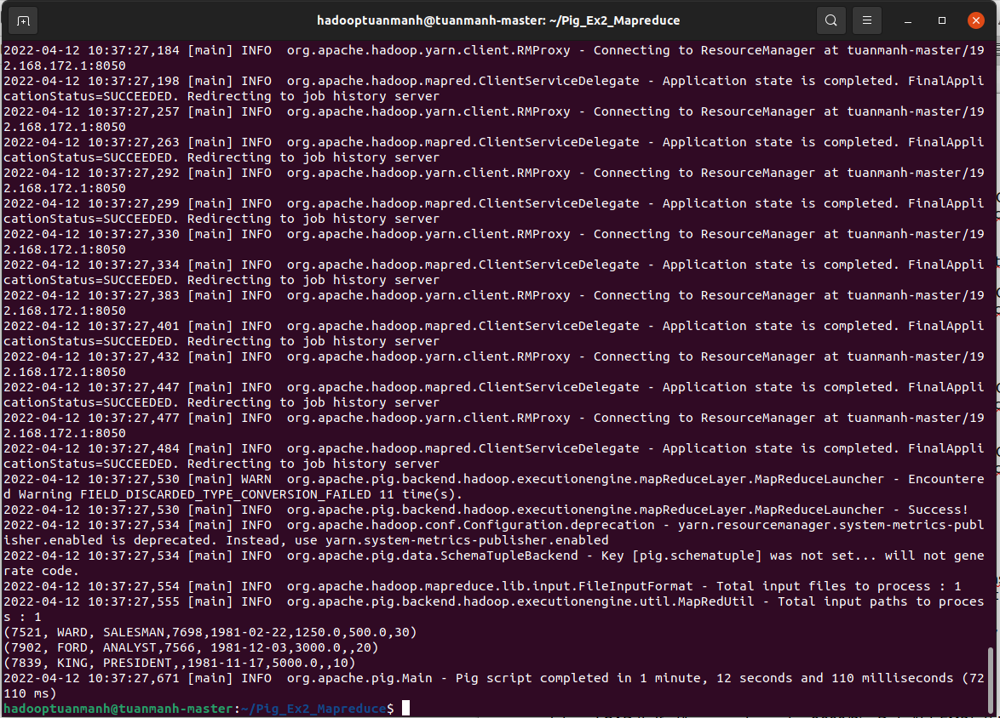 hadooptuanmanh@tuanmanh-master: ~/Pig_Ex2_Mapreduce
2022-04-12 10:37:27,184 [main] INFO  org.apache.hadoop.yarn.client.RMProxy - Connecting to ResourceManager at tuanmanh-master/19
2.168.172.1:8050
2022-04-12 10:37:27,198 [main] INFO  org.apache.hadoop.mapred.ClientServiceDelegate - Application state is completed. FinalAppli
cationStatus=SUCCEEDED. Redirecting to job history server
2022-04-12 10:37:27,257 [main] INFO  org.apache.hadoop.yarn.client.RMProxy - Connecting to ResourceManager at tuanmanh-master/19
2.168.172.1:8050
2022-04-12 10:37:27,263 [main] INFO  org.apache.hadoop.mapred.ClientServiceDelegate - Application state is completed. FinalAppli
cationStatus=SUCCEEDED. Redirecting to job history server
2022-04-12 10:37:27,292 [main] INFO  org.apache.hadoop.yarn.client.RMProxy - Connecting to ResourceManager at tuanmanh-master/19
2.168.172.1:8050
2022-04-12 10:37:27,299 [main] INFO  org.apache.hadoop.mapred.ClientServiceDelegate - Application state is completed. FinalAppli
cationStatus=SUCCEEDED. Redirecting to job history server
2022-04-12 10:37:27,330 [main] INFO  org.apache.hadoop.yarn.client.RMProxy - Connecting to ResourceManager at tuanmanh-master/19
2.168.172.1:8050
2022-04-12 10:37:27,334 [main] INFO  org.apache.hadoop.mapred.ClientServiceDelegate - Application state is completed. FinalAppli
cationStatus=SUCCEEDED. Redirecting to job history server
2022-04-12 10:37:27,383 [main] INFO  org.apache.hadoop.yarn.client.RMProxy - Connecting to ResourceManager at tuanmanh-master/19
2.168.172.1:8050
2022-04-12 10:37:27,401 [main] INFO  org.apache.hadoop.mapred.ClientServiceDelegate - Application state is completed. FinalAppli
cationStatus=SUCCEEDED. Redirecting to job history server
2022-04-12 10:37:27,432 [main] INFO  org.apache.hadoop.yarn.client.RMProxy - Connecting to ResourceManager at tuanmanh-master/19
2.168.172.1:8050
2022-04-12 10:37:27,447 [main] INFO  org.apache.hadoop.mapred.ClientServiceDelegate - Application state is completed. FinalAppli
cationStatus=SUCCEEDED. Redirecting to job history server
2022-04-12 10:37:27,477 [main] INFO  org.apache.hadoop.yarn.client.RMProxy - Connecting to ResourceManager at tuanmanh-master/19
2.168.172.1:8050
2022-04-12 10:37:27,484 [main] INFO  org.apache.hadoop.mapred.ClientServiceDelegate - Application state is completed. FinalAppli
cationStatus=SUCCEEDED. Redirecting to job history server
2022-04-12 10:37:27,530 [main] WARN  org.apache.pig.backend.hadoop.executionengine.mapReduceLayer.MapReduceLauncher - Encountere
d Warning FIELD_DISCARDED_TYPE_CONVERSION_FAILED 11 time(s).
2022-04-12 10:37:27,530 [main] INFO  org.apache.pig.backend.hadoop.executionengine.mapReduceLayer.MapReduceLauncher - Success!
2022-04-12 10:37:27,534 [main] INFO  org.apache.hadoop.conf.Configuration.deprecation - yarn.resourcemanager.system-metrics-publ
isher.enabled is deprecated. Instead, use yarn.system-metrics-publisher.enabled
2022-04-12 10:37:27,534 [main] INFO  org.apache.pig.data.SchemaTupleBackend - Key [pig.schematuple] was not set... will not gene
rate code.
2022-04-12 10:37:27,554 [main] INFO  org.apache.hadoop.mapreduce.lib.input.FileInputFormat - Total input files to process : 1
2022-04-12 10:37:27,555 [main] INFO  org.apache.pig.backend.hadoop.executionengine.util.MapRedUtil - Total input paths to proces
s : 1
(7521, WARD, SALESMAN,7698,1981-02-22,1250.0,500.0,30)
(7902, FORD, ANALYST,7566, 1981-12-03,3000.0,,20)
(7839, KING, PRESIDENT,,1981-11-17,5000.0,,10)
2022-04-12 10:37:27,671 [main] INFO  org.apache.pig.Main - Pig script completed in 1 minute, 12 seconds and 110 milliseconds (72
110 ms)
hadooptuanmanh@tuanmanh-master:~/Pig_Ex2_Mapreduce$